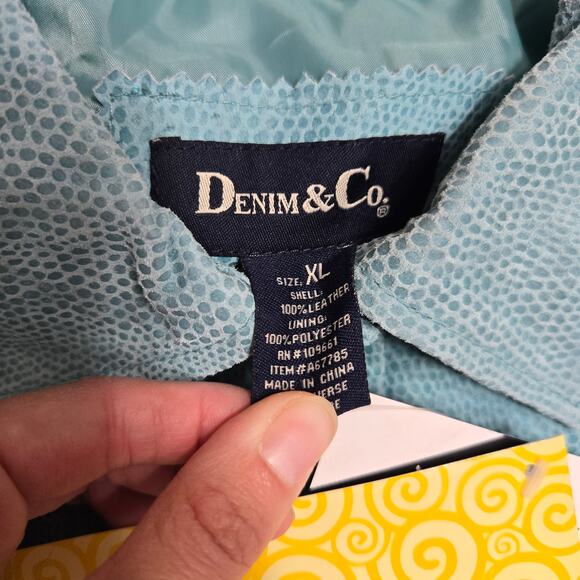 DENIM & CO.®
SIZE: XL
SHELL:
100% LEATHER
LINING:
100% POLYESTER
RN # 109661
ITEM # A67785
MADE IN CHINA